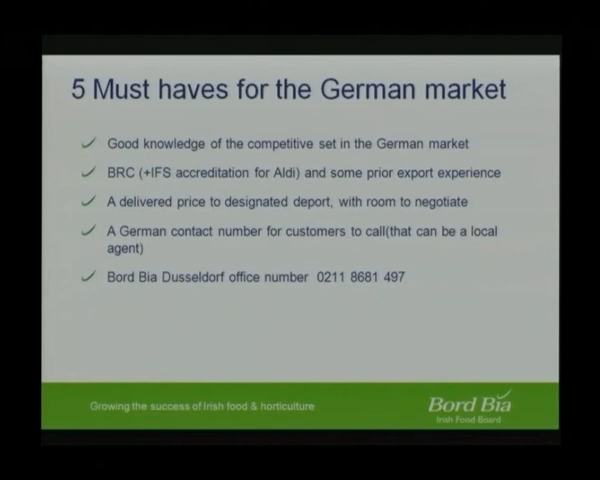 5 Must haves for the German market
Good knowledge of the competitive set in the German market
BRC (+IFS accreditation for Aldi) and some prior export experience
A delivered price to designated deport, with room to negotiate
A German contact number for customers to call(that can be a local
agent)
Bord Bia Dusseldorf office number 0211 8681 497
Growing the success of Irish food & horticulture
Bord Bia
Irish Food Board